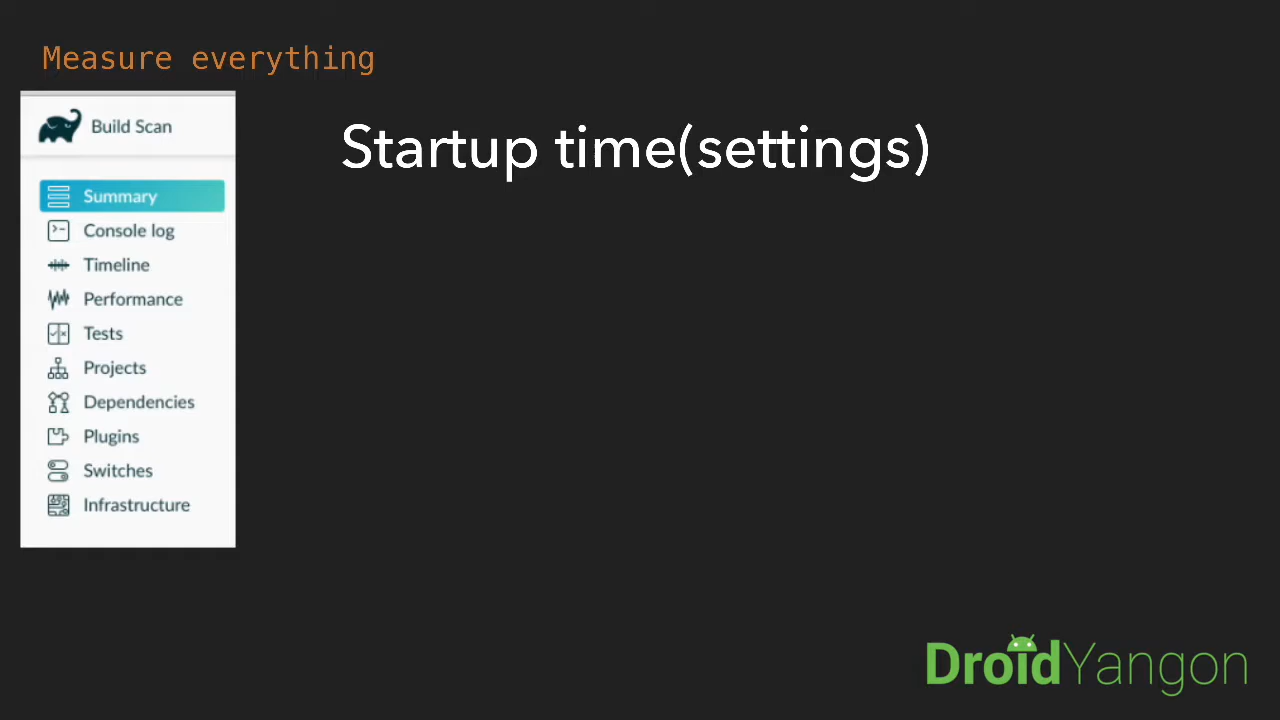 Measure everything
Build Scan
Startup time(settings)
Summary
Console log
Timeline
Performance
Tests
Projects
Dependencies
Plugins
Switches
Infrastructure
DroidYangon